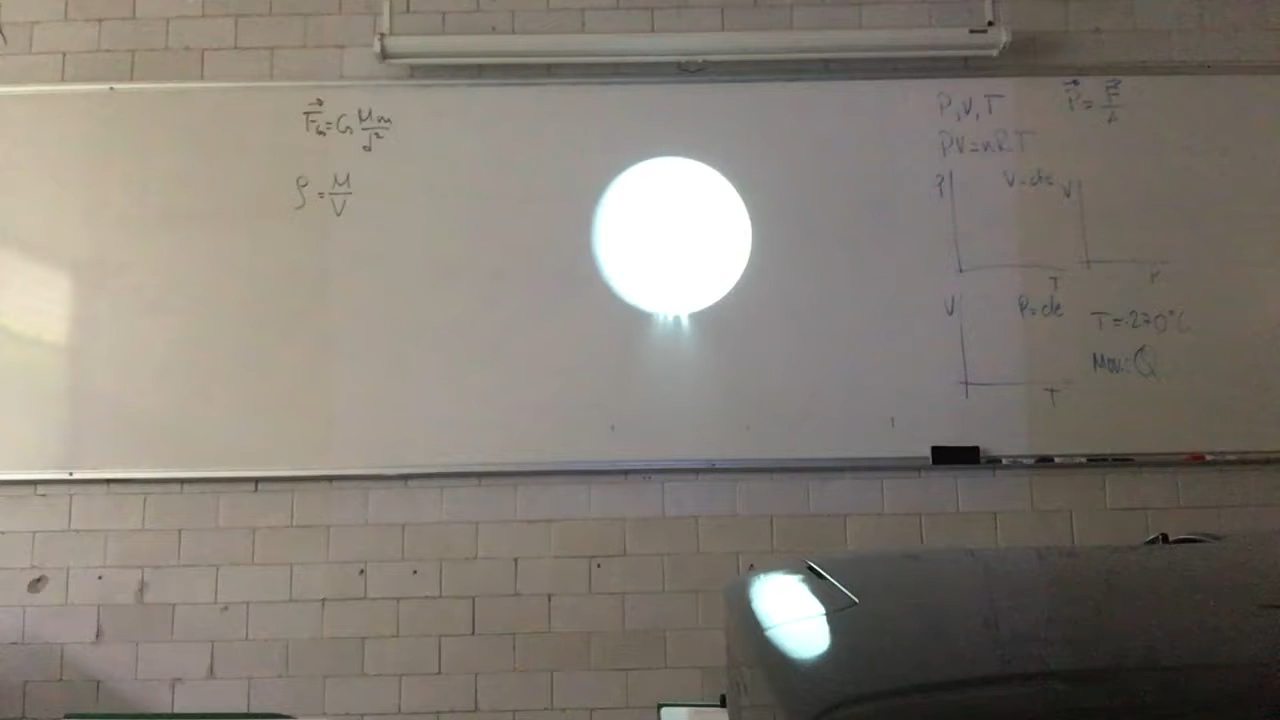 F⃗G=G Mm/d²
ρ=M/V
P,V,T
P⃗=F⃗/A
PV=nRT
P
V=cte
V
T
P
V
P=cte
T=-270°C
T